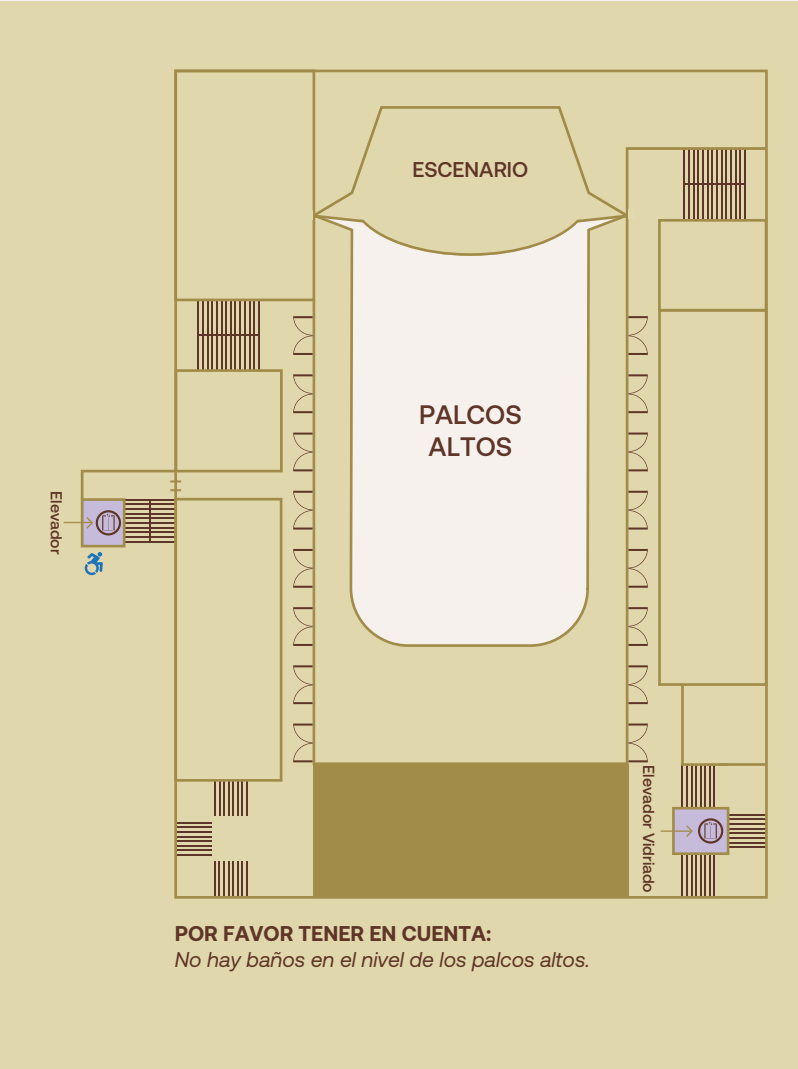 ESCENARIO
PALCOS
ALTOS
Elevador
Elevador Vidriado
POR FAVOR TENER EN CUENTA:
No hay baños en el nivel de los palcos altos.